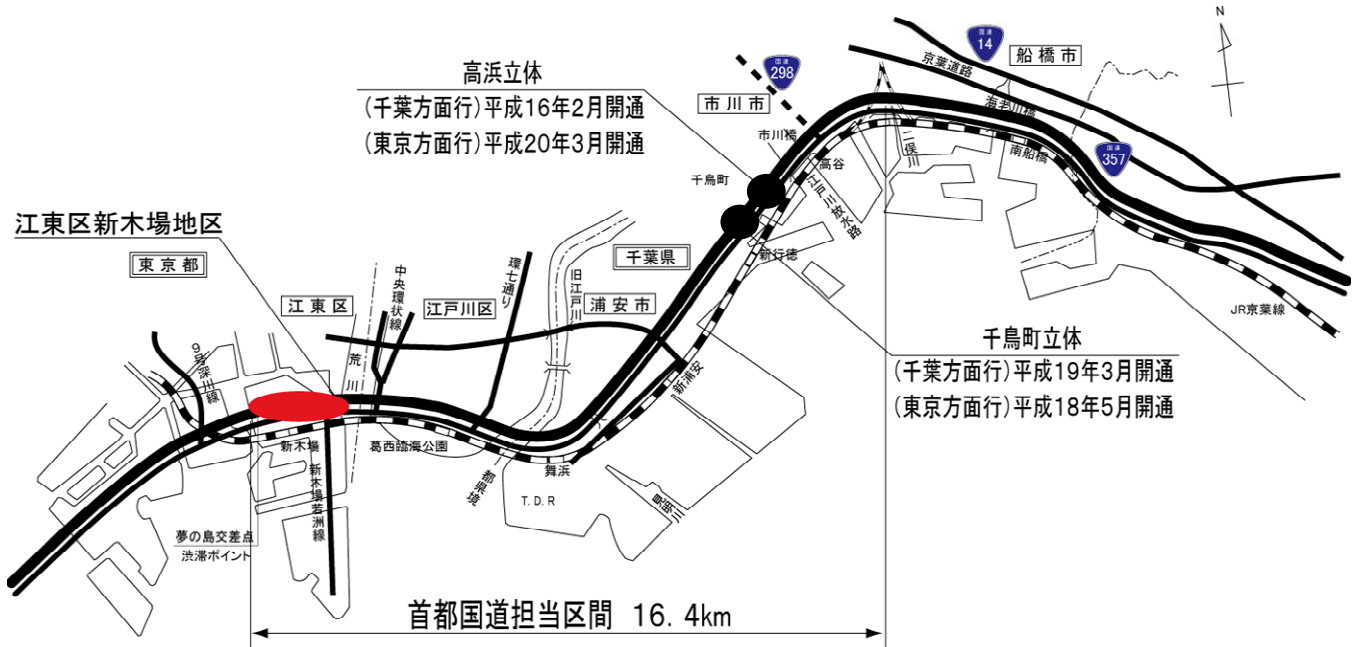 N
国道
14
船橋市
京葉道路
海老川橋
高浜立体
(千葉方面行)平成16年2月開通
(東京方面行)平成20年3月開通
国道
298
市川市
市川橋
高谷
二俣川
南船橋
国道
357
千鳥町
江戸川放水路
江東区新木場地区
東京都
千葉県
新行徳
江東区
中央環状線
江戸川区
環七通り
旧江戸川
浦安市
JR京葉線
荒川
9号深川線
千鳥町立体
(千葉方面行)平成19年3月開通
(東京方面行)平成18年5月開通
新浦安
新木場
葛西臨海公園
舞浜
都県境
T.D.R
新木場若洲線
夢の島交差点
渋滞ポイント
首都国道担当区間 16.4km